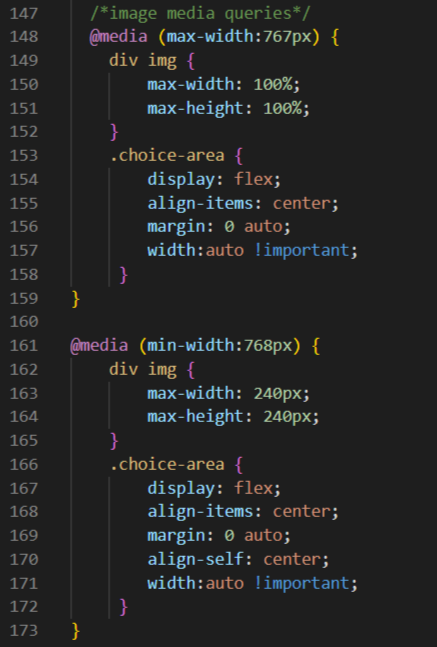 147 /*image media queries*/
148 @media (max-width:767px) {
149 div img {
150 max-width: 100%;
151 max-height: 100%;
152 }
153 .choice-area {
154 display: flex;
155 align-items: center;
156 margin: 0 auto;
157 width:auto !important;
158 }
159 }
160
161 @media (min-width:768px) {
162 div img {
163 max-width: 240px;
164 max-height: 240px;
165 }
166 .choice-area {
167 display: flex;
168 align-items: center;
169 margin: 0 auto;
170 align-self: center;
171 width:auto !important;
172 }
173 }